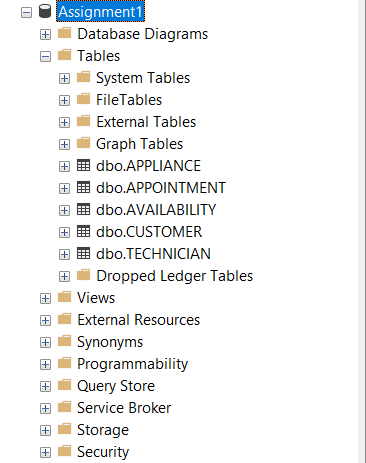 Assignment1
Database Diagrams
Tables
System Tables
FileTables
External Tables
Graph Tables
dbo.APPLIANCE
dbo.APPOINTMENT
dbo.AVAILABILITY
dbo.CUSTOMER
dbo.TECHNICIAN
Dropped Ledger Tables
Views
External Resources
Synonyms
Programmability
Query Store
Service Broker
Storage
Security